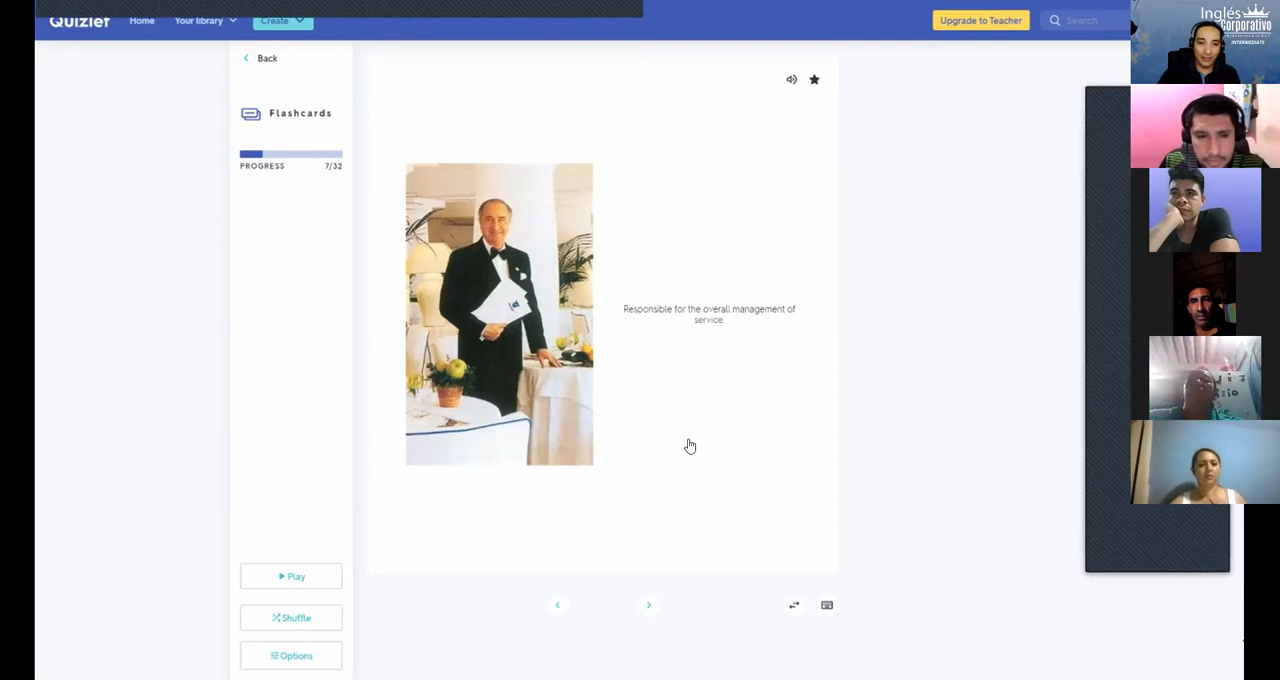 Quizlet
Home
Your library
Create
Upgrade to Teacher
Search
Inglés
Corporativo
INTERMEDIATE
Back
Flashcards
PROGRESS
7/32
Responsible for the overall management of
service.
Play
Shuffle
Options